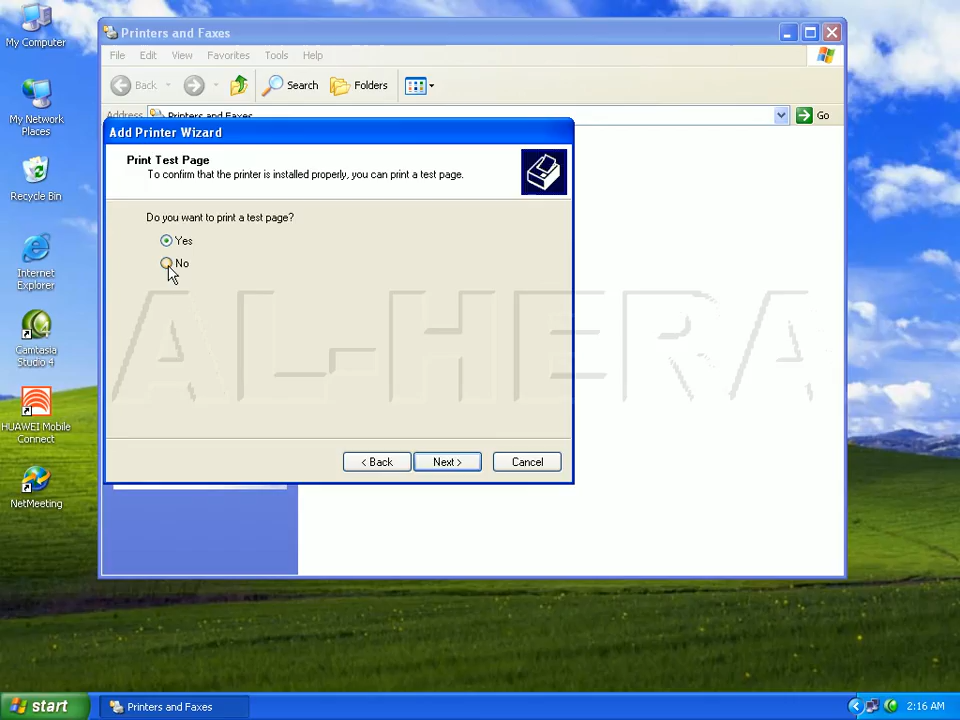 My Computer
My Network
Places
Recycle Bin
Internet
Explorer
Camtasia
Studio 4
HUAWEI Mobile
Connect
NetMeeting
Printers and Faxes
File Edit View Favorites Tools Help
Back Search Folders
Address Printers and Faxes Go
Add Printer Wizard
Print Test Page
To confirm that the printer is installed properly, you can print a test page.
Do you want to print a test page?
Yes
No
AL-HERA
< Back Next > Cancel
start Printers and Faxes 2:16 AM